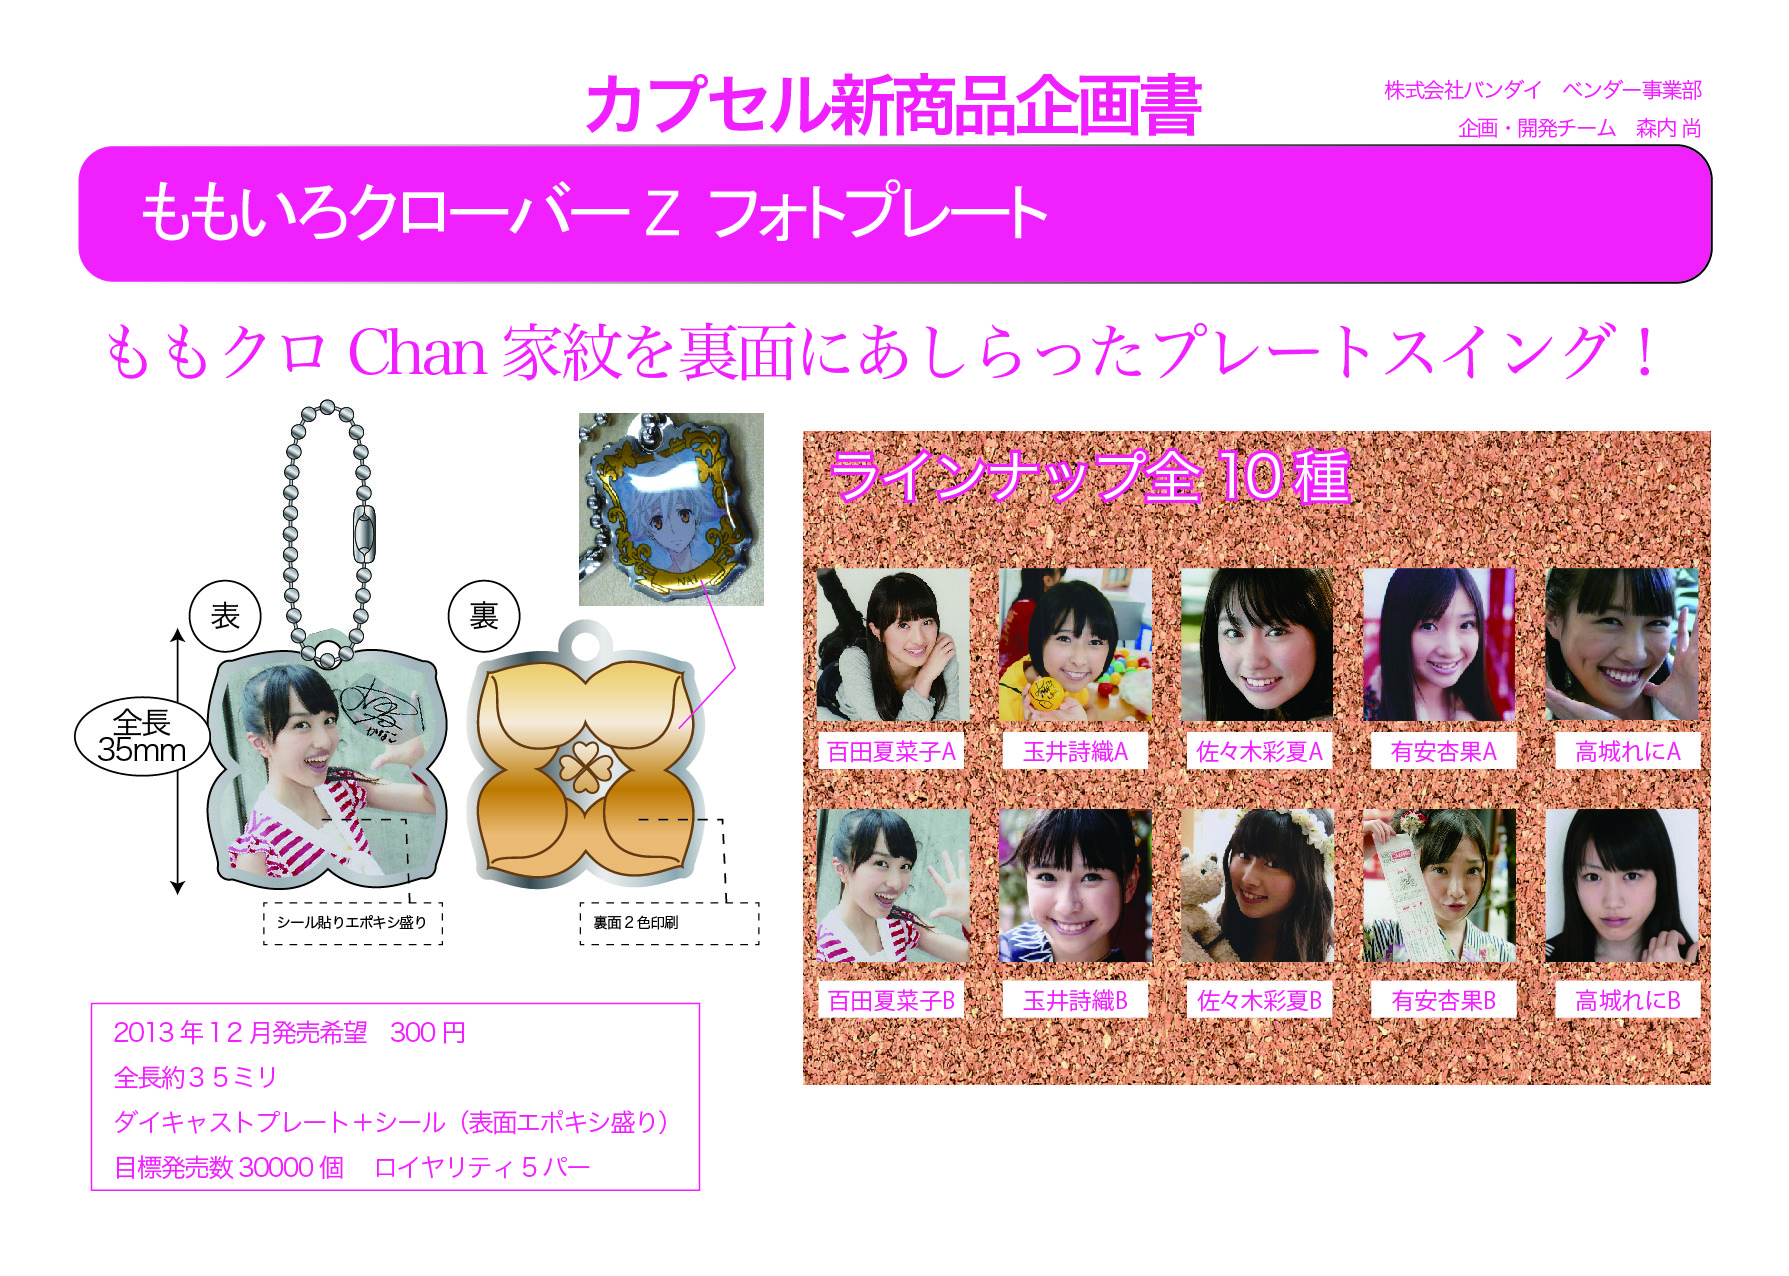 カプセル新商品企画書
株式会社バンダイ　ベンダー事業部
企画・開発チーム　森内 尚
ももいろクローバーZ フォトプレート
ももクロ Chan 家紋を裏面にあしらったプレートスイング！
表
裏
全長
35mm
かなこ
シール貼りエポキシ盛り
裏面２色印刷
ラインナップ全 10 種
百田夏菜子A
玉井詩織A
佐々木彩夏A
有安杏果A
高城れにA
百田夏菜子B
玉井詩織B
佐々木彩夏B
有安杏果B
高城れにB
2013 年１２月発売希望　300 円
全長約３５ミリ
ダイキャストプレート＋シール（表面エポキシ盛り）
目標発売数 30000 個　ロイヤリティ５パー